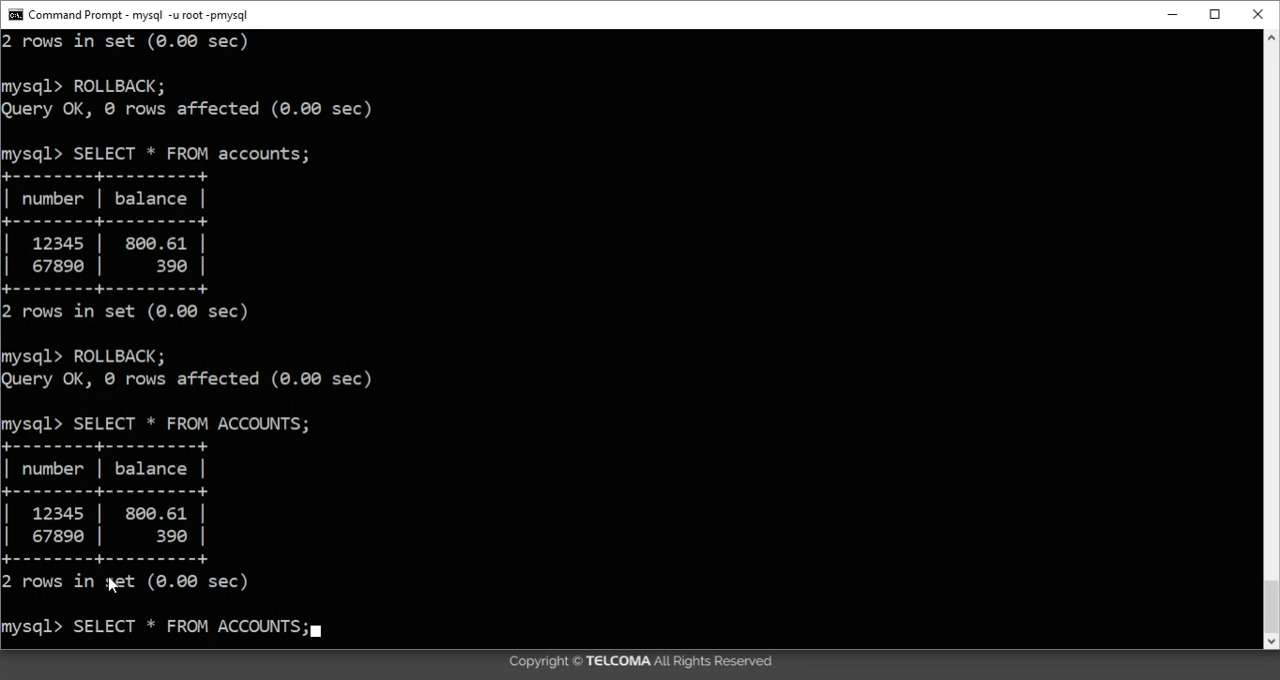 Command Prompt - mysql  -u root -pmysql
2 rows in set (0.00 sec)
mysql> ROLLBACK;
Query OK, 0 rows affected (0.00 sec)
mysql> SELECT * FROM accounts;
+--------+---------+
| number | balance |
+--------+---------+
|  12345 |  800.61 |
|  67890 |     390 |
+--------+---------+
2 rows in set (0.00 sec)
mysql> ROLLBACK;
Query OK, 0 rows affected (0.00 sec)
mysql> SELECT * FROM ACCOUNTS;
+--------+---------+
| number | balance |
+--------+---------+
|  12345 |  800.61 |
|  67890 |     390 |
+--------+---------+
2 rows in set (0.00 sec)
mysql> SELECT * FROM ACCOUNTS;
Copyright © TELCOMA All Rights Reserved